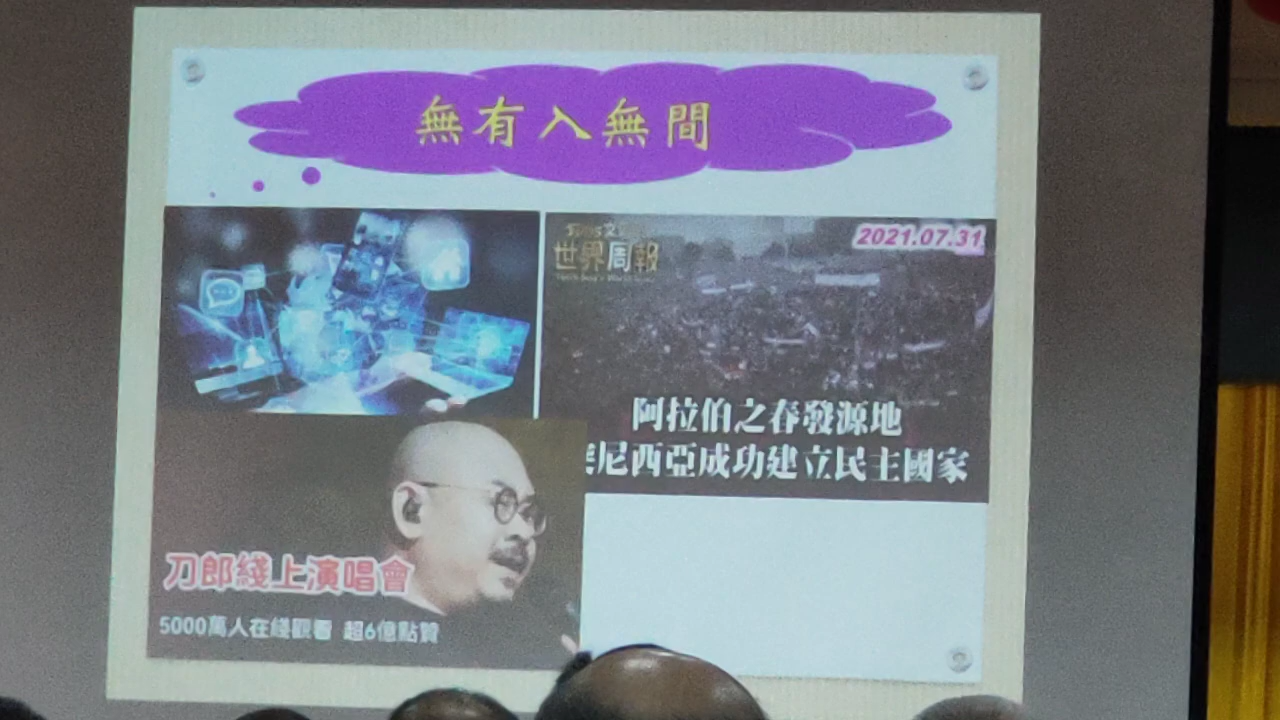 無有入無間
世界周報
2021.07.31
阿拉伯之春發源地
尼西亞成功建立民主國家
刀郎綫上演唱會
5000萬人在綫觀看 超6億點贊